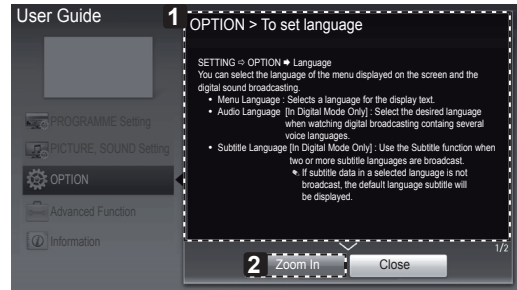 User Guide
1
OPTION > To set language
SETTING ⇨ OPTION ➡ Language
You can select the language of the menu displayed on the screen and the
digital sound broadcasting.
• Menu Language : Selects a language for the display text.
• Audio Language [In Digital Mode Only] : Select the desired language
when watching digital broadcasting containg several
voice languages.
• Subtitle Language [In Digital Mode Only] : Use the Subtitle function when
two or more subtitle languages are broadcast.
If subtitle data in a selected language is not
broadcast, the default language subtitle will
be displayed.
PROGRAMME Setting
PICTURE, SOUND Setting
OPTION
Advanced Function
Information
1/2
2
Zoom In
Close